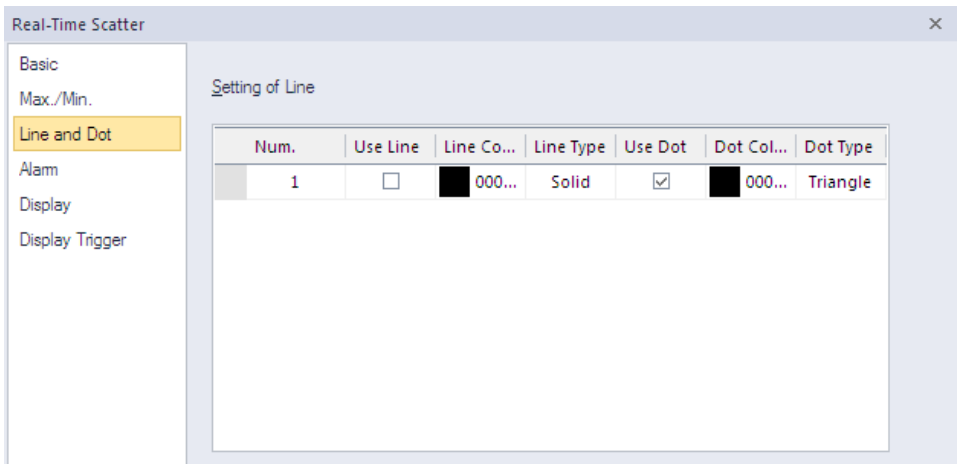 Real-Time Scatter
Basic
Max./Min.
Line and Dot
Alarm
Display
Display Trigger
Setting of Line
Num. Use Line Line Co... Line Type Use Dot Dot Col... Dot Type
1 000... Solid 000... Triangle